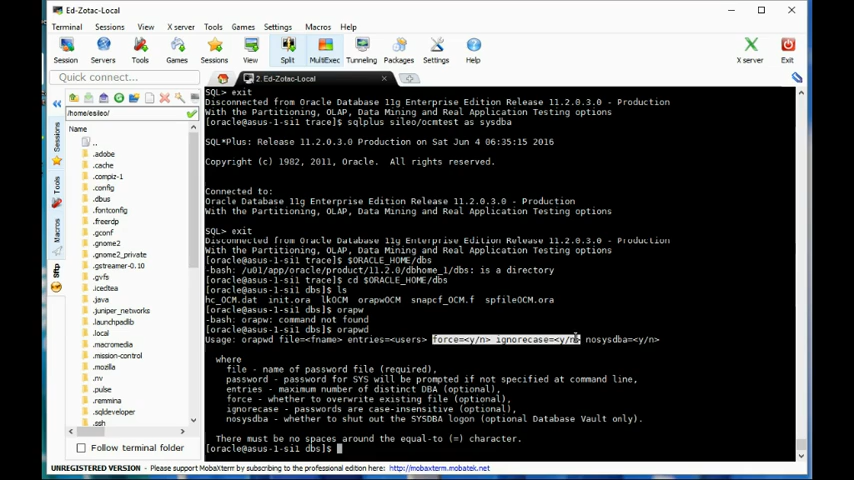 Ed-Zotac-Local
Terminal Sessions View X server Tools Games Settings Macros Help
Session Servers Tools Games Sessions View Split MultiExec Tunneling Packages Settings Help X server Exit
Quick connect...
2. Ed-Zotac-Local
/home/esileo/
Name
..
.adobe
.cache
.compiz-1
.config
.dbus
.fontconfig
.freerdp
.gconf
.gnome2
.gnome2_private
.gstreamer-0.10
.gvfs
.icedtea
.java
.juniper_networks
.launchpadlib
.local
.macromedia
.mission-control
.mozilla
.nv
.pulse
.remmina
.sqldeveloper
.ssh
Follow terminal folder
Sessions
Tools
Macros
Sftp
SQL> exit
Disconnected from Oracle Database 11g Enterprise Edition Release 11.2.0.3.0 - Production
With the Partitioning, OLAP, Data Mining and Real Application Testing options
[oracle@asus-1-si1 trace]$ sqlplus sileo/ocmtest as sysdba
SQL*Plus: Release 11.2.0.3.0 Production on Sat Jun 4 06:35:15 2016
Copyright (c) 1982, 2011, Oracle. All rights reserved.
Connected to:
Oracle Database 11g Enterprise Edition Release 11.2.0.3.0 - Production
With the Partitioning, OLAP, Data Mining and Real Application Testing options
SQL> exit
Disconnected from Oracle Database 11g Enterprise Edition Release 11.2.0.3.0 - Production
With the Partitioning, OLAP, Data Mining and Real Application Testing options
[oracle@asus-1-si1 trace]$ $ORACLE_HOME/dbs
-bash: /u01/app/oracle/product/11.2.0/dbhome_1/dbs: is a directory
[oracle@asus-1-si1 trace]$ cd $ORACLE_HOME/dbs
[oracle@asus-1-si1 dbs]$ ls
hc_OCM.dat init.ora lkOCM orapwOCM snapcf_OCM.f spfileOCM.ora
[oracle@asus-1-si1 dbs]$ orapw
-bash: orapw: command not found
[oracle@asus-1-si1 dbs]$ orapwd
Usage: orapwd file=<fname> entries=<users> force=<y/n> ignorecase=<y/n> nosysdba=<y/n>
where
file - name of password file (required),
password - password for SYS will be prompted if not specified at command line,
entries - maximum number of distinct DBA (optional),
force - whether to overwrite existing file (optional),
ignorecase - passwords are case-insensitive (optional),
nosysdba - whether to shut out the SYSDBA logon (optional Database Vault only).
There must be no spaces around the equal-to (=) character.
[oracle@asus-1-si1 dbs]$
UNREGISTERED VERSION - Please support MobaXterm by subscribing to the professional edition here: http://mobaxterm.mobatek.net